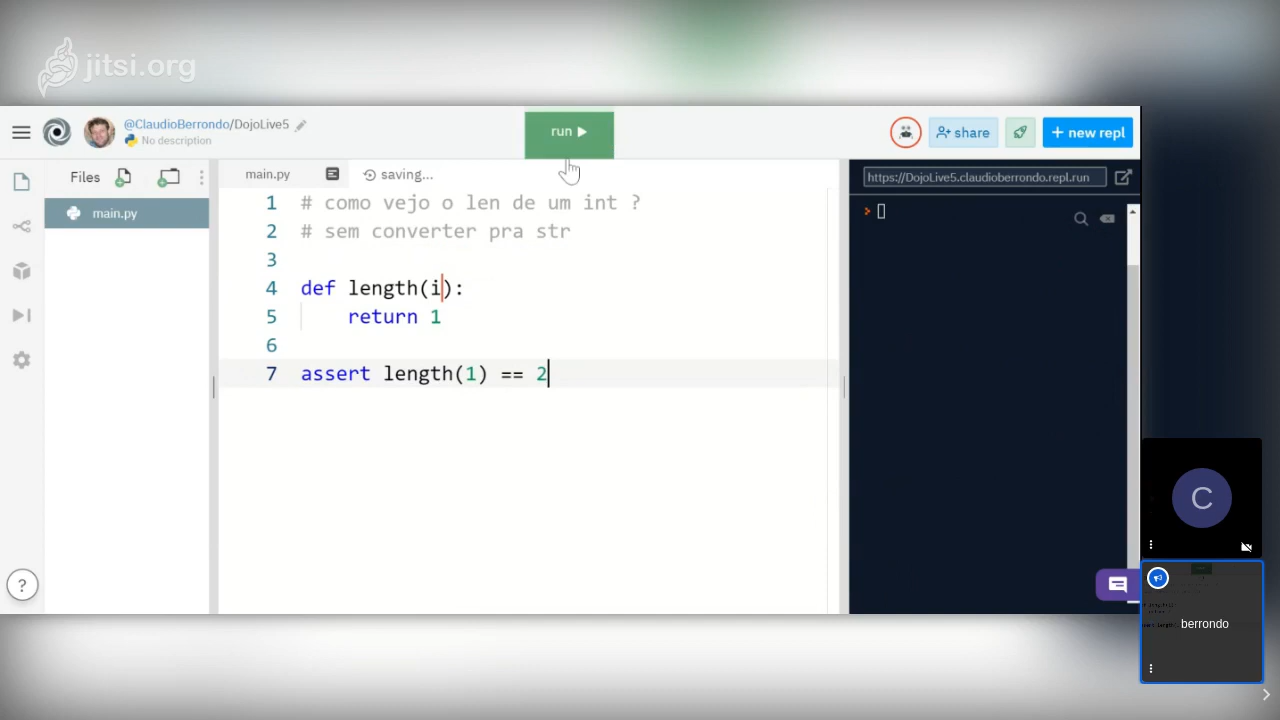 jitsi.org
@ClaudioBerrondo/DojoLive5
No description
run
share
+ new repl
Files
main.py
saving...
https://DojoLive5.claudioberrondo.repl.run
main.py
1 # como vejo o len de um int ?
2 # sem converter pra str
3
4 def length(i):
5 return 1
6
7 assert length(1) == 2
>
?
C
berrondo